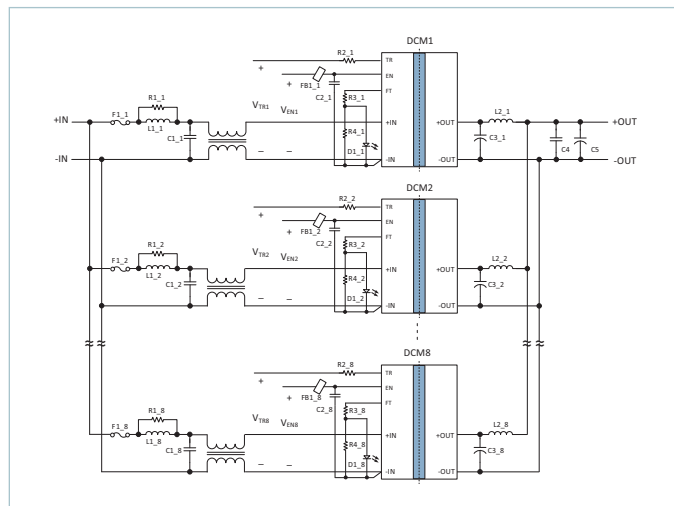 DCM1
R2_1
TR
EN
FT
+
+
FB1_1
C2_1
R3_1
R4_1
D1_1
VTR1
VEN1
R1_1
F1_1
L1_1
C1_1
+IN
-IN
+IN
-IN
– –
+OUT
-OUT
L2_1
C3_1
C4
C5
+OUT
-OUT
DCM2
R2_2
TR
EN
FT
+
+
FB1_2
C2_2
R3_2
R4_2
D1_2
VTR2
VEN2
R1_2
F1_2
L1_2
C1_2
+IN
-IN
– –
+OUT
-OUT
L2_2
C3_2
DCM8
R2_8
TR
EN
FT
+
+
FB1_8
C2_8
R3_8
R4_8
D1_8
VTR8
VEN8
R1_8
F1_8
L1_8
C1_8
+IN
-IN
– –
+OUT
-OUT
L2_8
C3_8